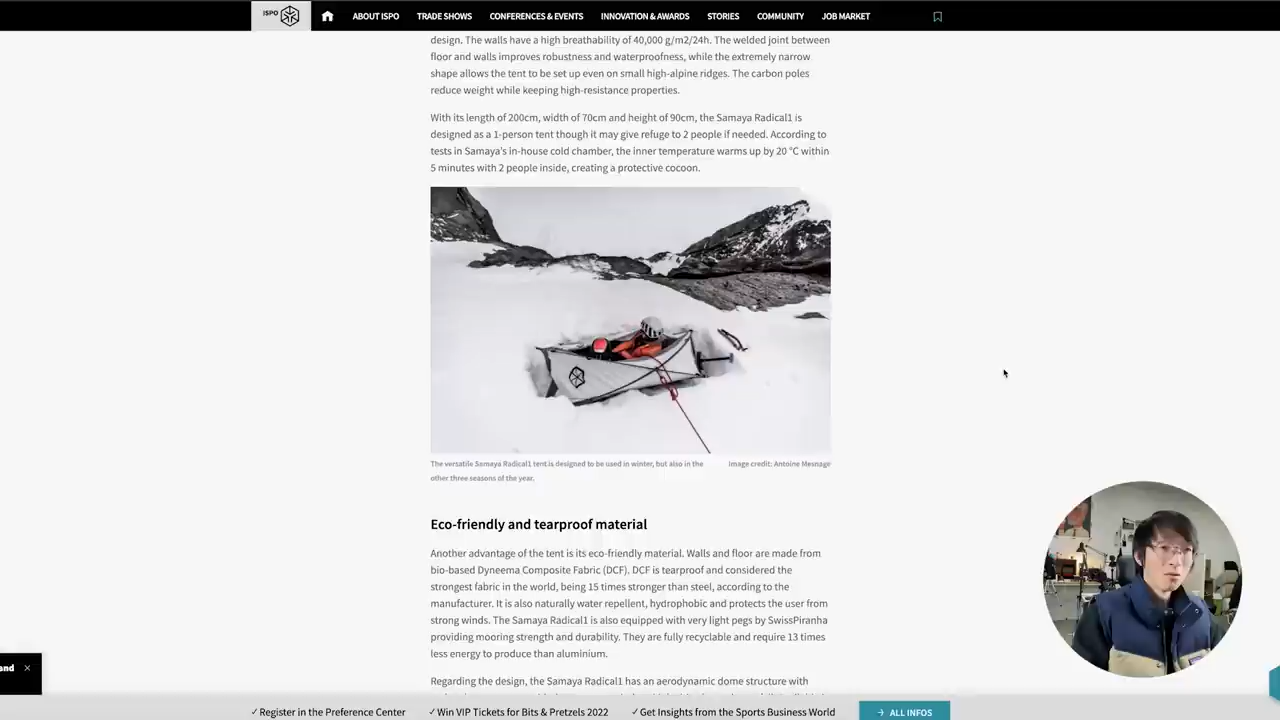 ISPO
ABOUT ISPO
TRADE SHOWS
CONFERENCES & EVENTS
INNOVATION & AWARDS
STORIES
COMMUNITY
JOB MARKET
design. The walls have a high breathability of 40,000 g/m2/24h. The welded joint between
floor and walls improves robustness and waterproofness, while the extremely narrow
shape allows the tent to be set up even on small high-alpine ridges. The carbon poles
reduce weight while keeping high-resistance properties.
With its length of 200cm, width of 70cm and height of 90cm, the Samaya Radical1 is
designed as a 1-person tent though it may give refuge to 2 people if needed. According to
tests in Samaya's in-house cold chamber, the inner temperature warms up by 20 °C within
5 minutes with 2 people inside, creating a protective cocoon.
The versatile Samaya Radical1 tent is designed to be used in winter, but also in the
other three seasons of the year.
Image credit: Antoine Mesnage
Eco-friendly and tearproof material
Another advantage of the tent is its eco-friendly material. Walls and floor are made from
bio-based Dyneema Composite Fabric (DCF). DCF is tearproof and considered the
strongest fabric in the world, being 15 times stronger than steel, according to the
manufacturer. It is also naturally water repellent, hydrophobic and protects the user from
strong winds. The Samaya Radical1 is also equipped with very light pegs by SwissPiranha
providing mooring strength and durability. They are fully recyclable and require 13 times
less energy to produce than aluminium.
Regarding the design, the Samaya Radical1 has an aerodynamic dome structure with
and ×
✓Register in the Preference Center
✓Win VIP Tickets for Bits & Pretzels 2022
✓Get Insights from the Sports Business World
→ ALL INFOS